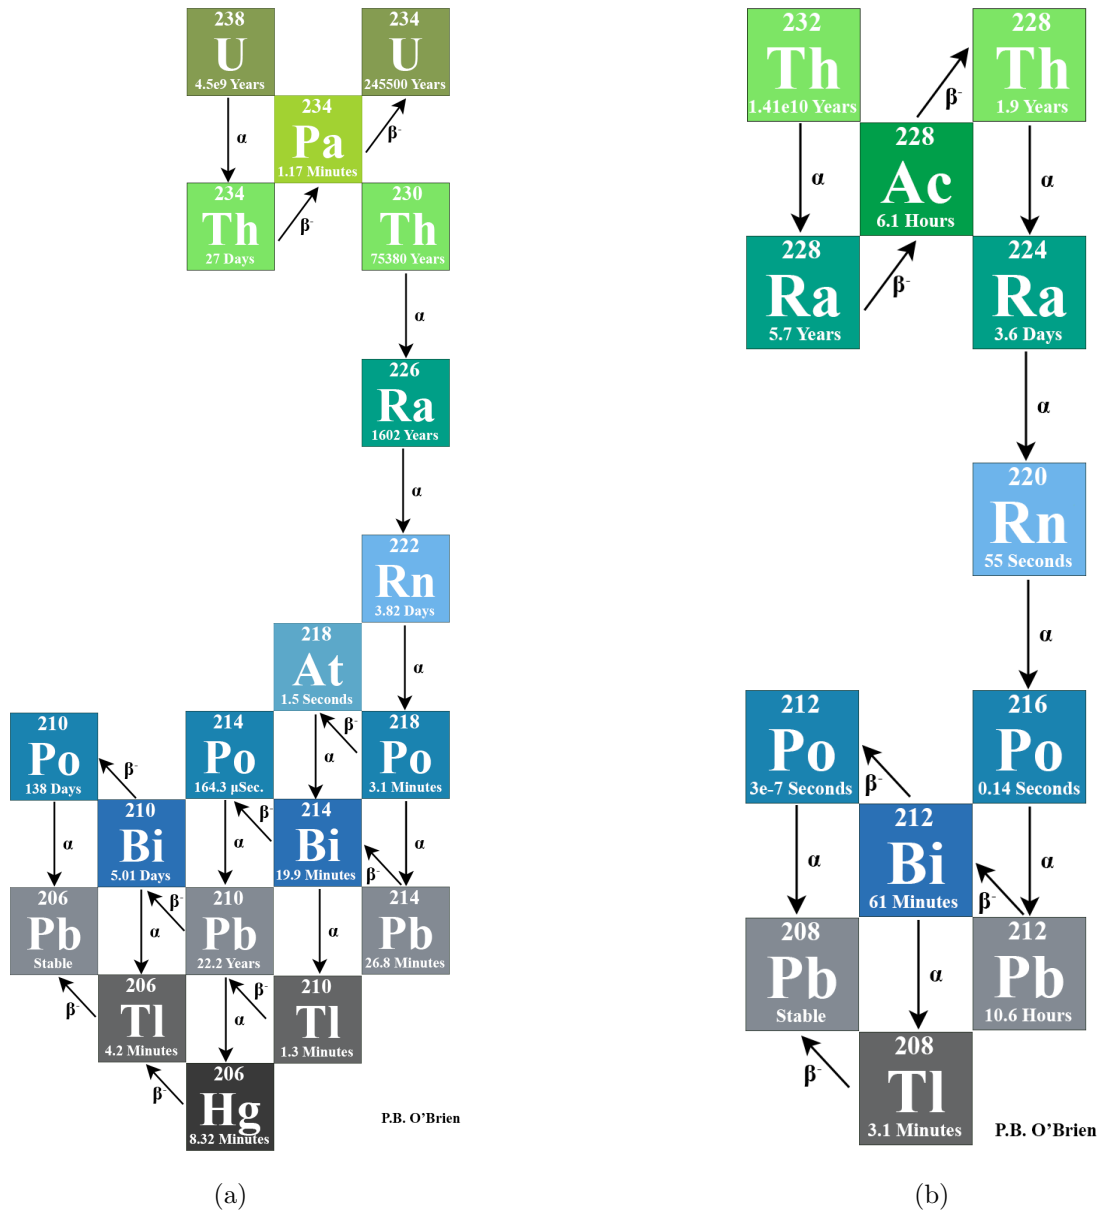 238
U
4.5e9 Years
234
U
245500 Years
α
β-
234
Pa
1.17 Minutes
234
Th
27 Days
β-
230
Th
75380 Years
α
226
Ra
1602 Years
α
222
Rn
3.82 Days
218
At
1.5 Seconds
α
210
Po
138 Days
β-
214
Po
164.3 μSec.
β-
α
218
Po
3.1 Minutes
α
210
Bi
5.01 Days
α
β-
214
Bi
19.9 Minutes
α
β-
206
Pb
Stable
α
β-
210
Pb
22.2 Years
α
214
Pb
26.8 Minutes
β-
206
Tl
4.2 Minutes
α
β-
210
Tl
1.3 Minutes
β-
206
Hg
8.32 Minutes
P.B. O’Brien
(a)
232
Th
1.41e10 Years
β-
228
Th
1.9 Years
α
228
Ac
6.1 Hours
α
228
Ra
5.7 Years
β-
224
Ra
3.6 Days
α
220
Rn
55 Seconds
α
212
Po
3e-7 Seconds
β-
216
Po
0.14 Seconds
α
212
Bi
61 Minutes
α
β-
208
Pb
Stable
α
212
Pb
10.6 Hours
β-
208
Tl
3.1 Minutes
P.B. O’Brien
(b)